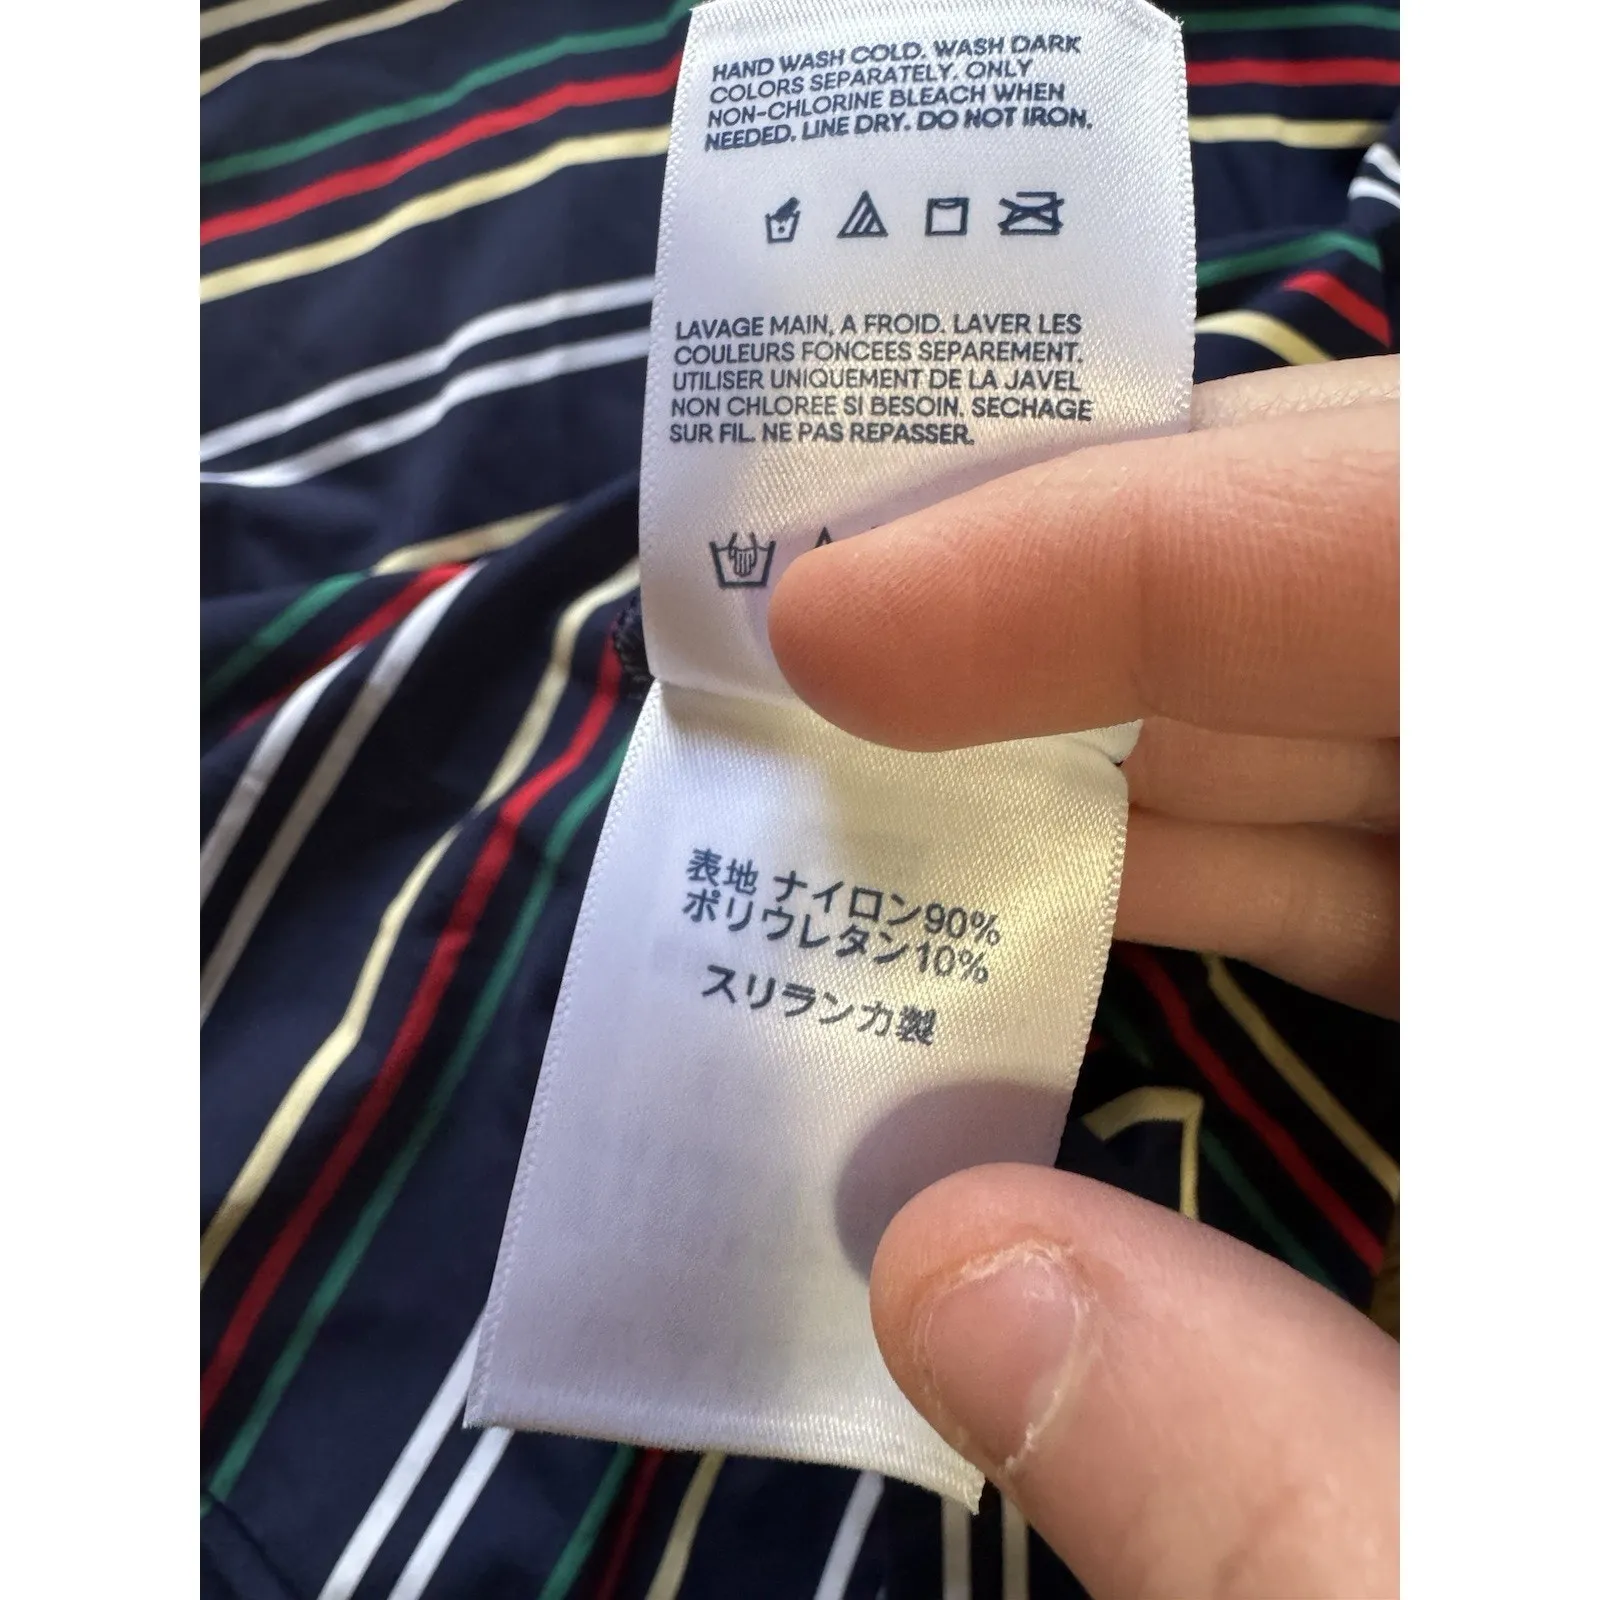 HAND WASH COLD. WASH DARK
COLORS SEPARATELY. ONLY
NON-CHLORINE BLEACH WHEN
NEEDED. LINE DRY. DO NOT IRON.
LAVAGE MAIN, A FROID. LAVER LES
COULEURS FONCEES SEPAREMENT.
UTILISER UNIQUEMENT DE LA JAVEL
NON CHLOREE SI BESOIN. SECHAGE
SUR FIL. NE PAS REPASSER.
表地 ナイロン90%
ポリウレタン10%
スリランカ製